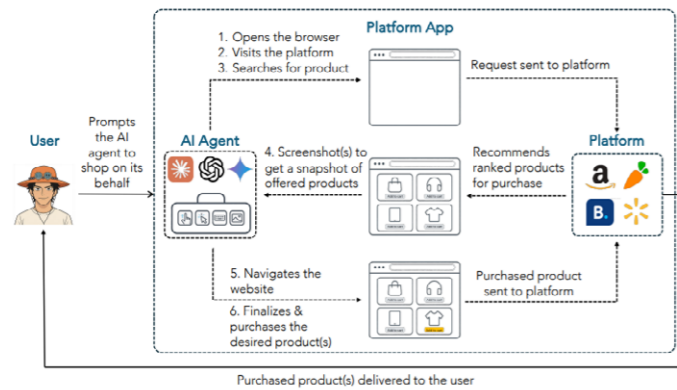 Platform App
1. Opens the browser
2. Visits the platform
3. Searches for product
Request sent to platform
User
Prompts
the AI
agent to
shop on its
behalf
AI Agent
4. Screenshot(s) to
get a snapshot of
offered products
Recommends
ranked products
for purchase
Platform
a
B.
5. Navigates the
website
6. Finalizes &
purchases the
desired product(s)
Purchased product
sent to platform
Purchased product(s) delivered to the user